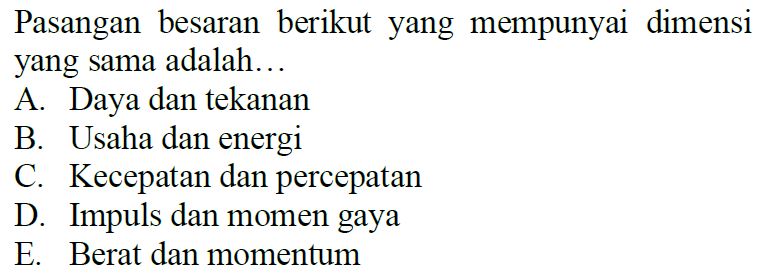 Pasangan besaran berikut yang mempunyai dimensi
yang sama adalah...
A. Daya dan tekanan
B. Usaha dan energi
C. Kecepatan dan percepatan
D. Impuls dan momen gaya
E. Berat dan momentum